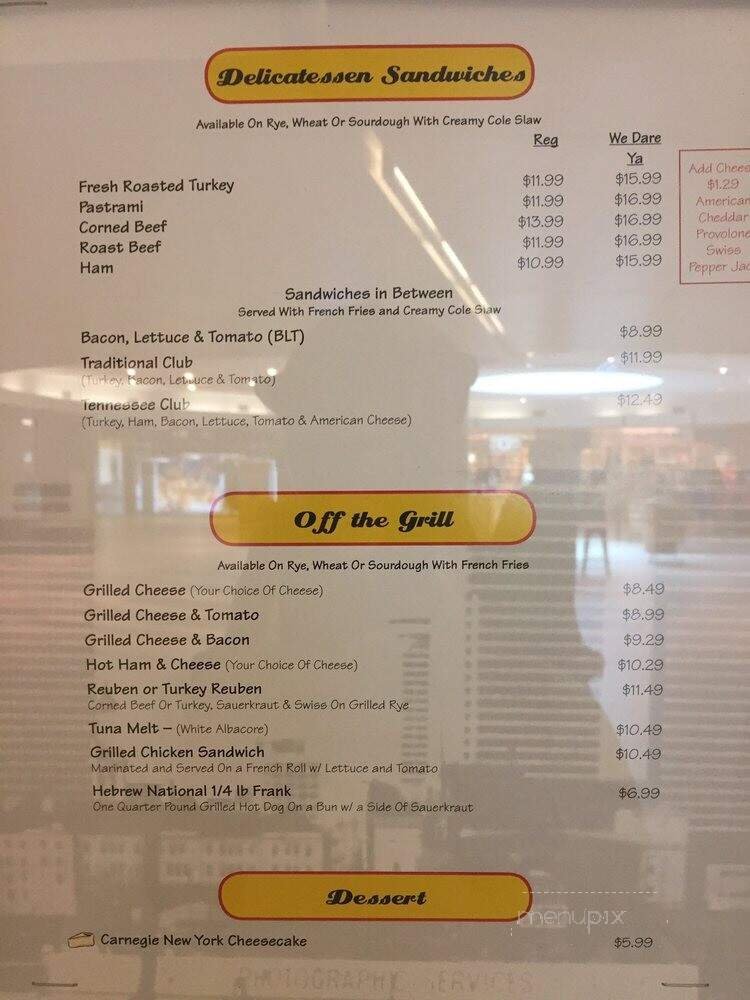 Delicatessen Sandwiches
Available On Rye, Wheat Or Sourdough With Creamy Cole Slaw
Reg We Dare
Ya
Fresh Roasted Turkey $11.99 $15.99
Pastrami $11.99 $16.99
Corned Beef $13.99 $16.99
Roast Beef $11.99 $16.99
Ham $10.99 $15.99
Add Chees
$1.29
American
Cheddar
Provolone
Swiss
Pepper Jac
Sandwiches in Between
Served With French Fries and Creamy Cole Slaw
Bacon, Lettuce & Tomato (BLT) $8.99
Traditional Club $11.99
(Turkey, Bacon, Lettuce & Tomato)
Tennessee Club $12.49
(Turkey, Ham, Bacon, Lettuce, Tomato & American Cheese)
Off the Grill
Available On Rye, Wheat Or Sourdough With French Fries
Grilled Cheese (Your Choice Of Cheese) $8.49
Grilled Cheese & Tomato $8.99
Grilled Cheese & Bacon $9.29
Hot Ham & Cheese (Your Choice Of Cheese) $10.29
Reuben or Turkey Reuben $11.49
Corned Beef Or Turkey, Sauerkraut & Swiss On Grilled Rye
Tuna Melt – (White Albacore) $10.49
Grilled Chicken Sandwich $10.49
Marinated and Served On a French Roll w/ Lettuce and Tomato
Hebrew National 1/4 lb Frank $6.99
One Quarter Pound Grilled Hot Dog On a Bun w/ a Side Of Sauerkraut
Dessert
menupix
Carnegie New York Cheesecake $5.99